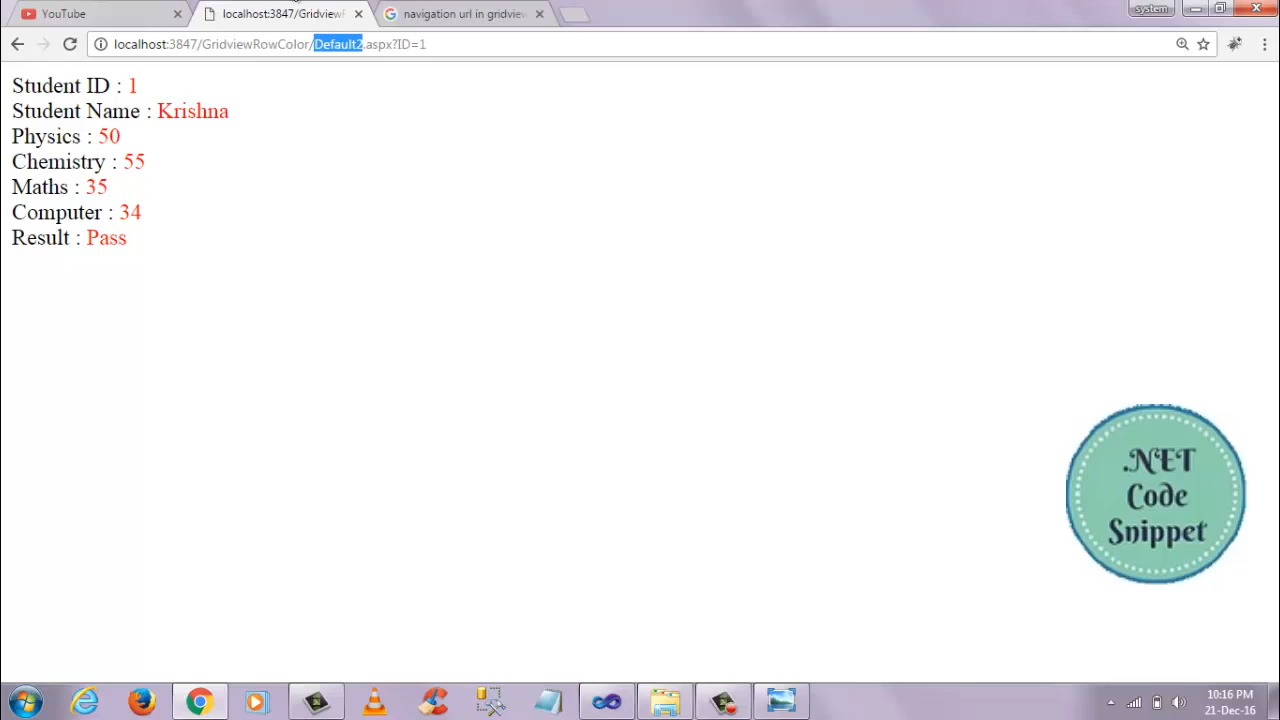 YouTube
localhost:3847/GridviewR
navigation url in gridview
system
localhost:3847/GridviewRowColor/Default2.aspx?ID=1
Student ID : 1
Student Name : Krishna
Physics : 50
Chemistry : 55
Maths : 35
Computer : 34
Result : Pass
.NET
Code
Snippet
10:16 PM
21-Dec-16